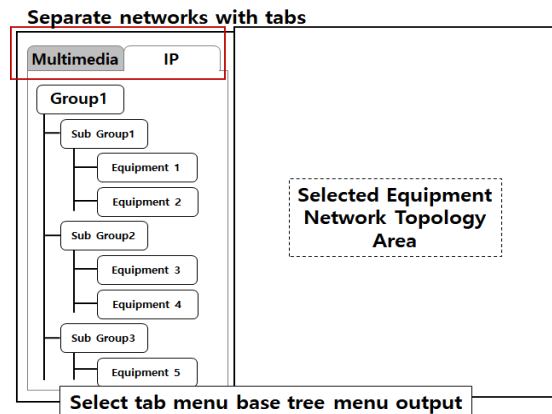 Separate networks with tabs
Multimedia
IP
Group1
Sub Group1
Equipment 1
Equipment 2
Sub Group2
Equipment 3
Equipment 4
Sub Group3
Equipment 5
Selected Equipment
Network Topology
Area
Select tab menu base tree menu output